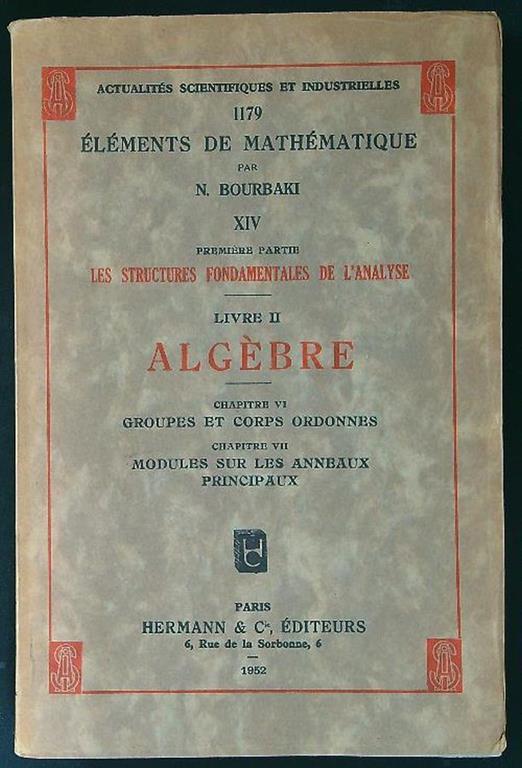 ACTUALITÉS SCIENTIFIQUES ET INDUSTRIELLES
1179
ÉLÉMENTS DE MATHÉMATIQUE
PAR
N. BOURBAKI
XIV
PREMIÈRE PARTIE
LES STRUCTURES FONDAMENTALES DE L'ANALYSE
LIVRE II
ALGÈBRE
CHAPITRE VI
GROUPES ET CORPS ORDONNES
CHAPITRE VII
MODULES SUR LES ANNEAUX
PRINCIPAUX
PARIS
HERMANN & Cie, ÉDITEURS
6, Rue de la Sorbonne, 6
1952